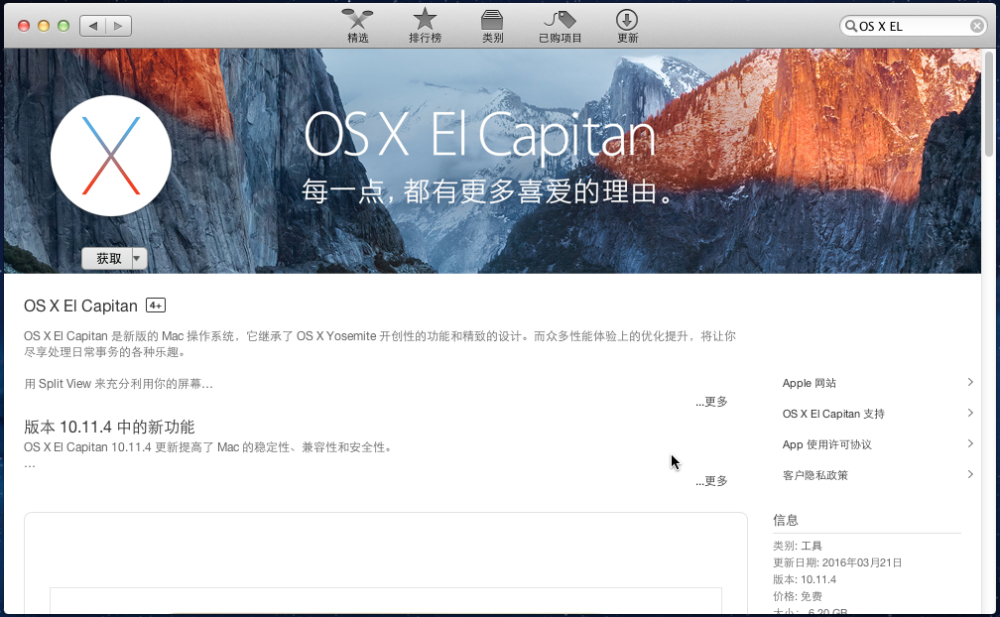 精选
排行榜
类别
已购项目
更新
OS X EL
OS X El Capitan
每一点，都有更多喜爱的理由。
获取
OS X El Capitan 4+
OS X El Capitan 是新版的 Mac 操作系统，它继承了 OS X Yosemite 开创性的功能和精致的设计。而众多性能体验上的优化提升，将让你
尽享处理日常事务的各种乐趣。
用 Split View 来充分利用你的屏幕…
...更多
版本 10.11.4 中的新功能
OS X El Capitan 10.11.4 更新提高了 Mac 的稳定性、兼容性和安全性。
…
...更多
Apple 网站
OS X El Capitan 支持
App 使用许可协议
客户隐私政策
信息
类别: 工具
更新日期: 2016年03月21日
版本: 10.11.4
价格: 免费
大小： 6.20 GB